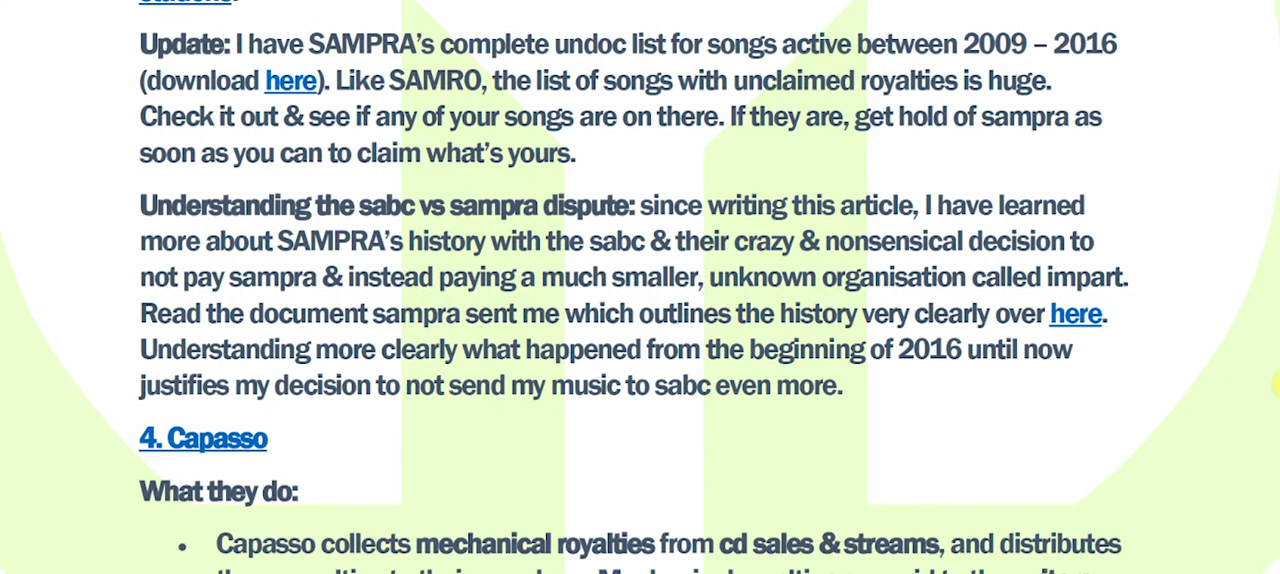 Update: I have SAMPRA's complete undoc list for songs active between 2009 – 2016
(download here). Like SAMRO, the list of songs with unclaimed royalties is huge.
Check it out & see if any of your songs are on there. If they are, get hold of sampra as
soon as you can to claim what's yours.
Understanding the sabc vs sampra dispute: since writing this article, I have learned
more about SAMPRA's history with the sabc & their crazy & nonsensical decision to
not pay sampra & instead paying a much smaller, unknown organisation called impart.
Read the document sampra sent me which outlines the history very clearly over here.
Understanding more clearly what happened from the beginning of 2016 until now
justifies my decision to not send my music to sabc even more.
4. Capasso
What they do:
• Capasso collects mechanical royalties from cd sales & streams, and distributes